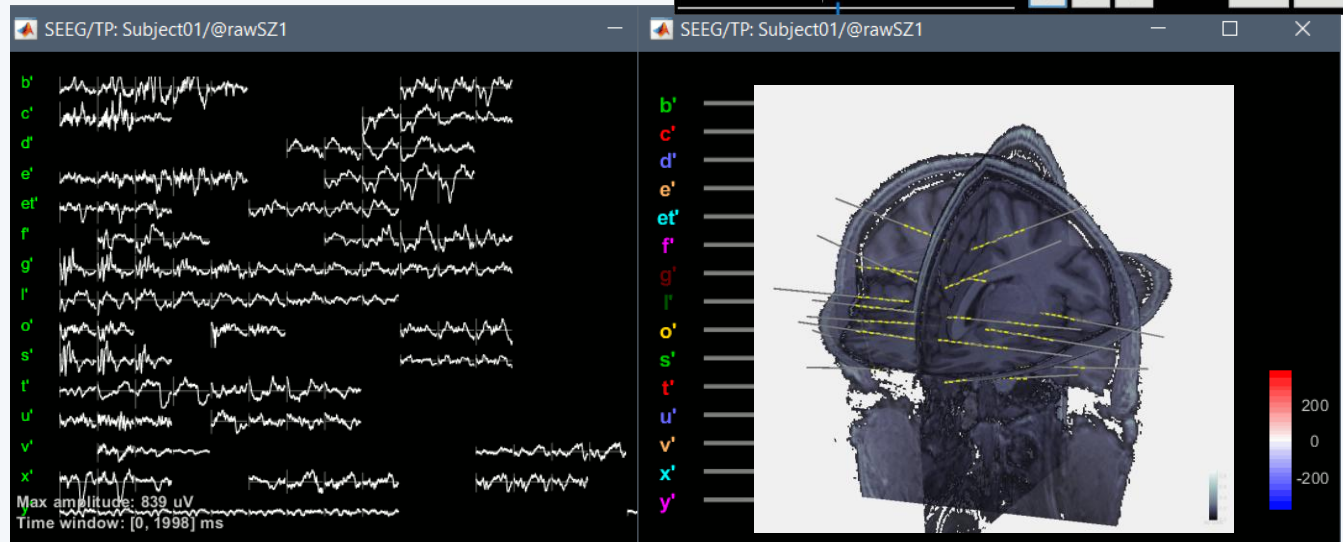 SEEG/TP: Subject01/@rawSZ1
b'
c'
d'
e'
et'
f'
g'
l'
o'
s'
t'
u'
v'
x'
Max amplitude: 839 uV
y'
Time window: [0, 1998] ms
SEEG/TP: Subject01/@rawSZ1
b'
c'
d'
e'
et'
f'
g'
l'
o'
s'
t'
u'
v'
x'
y'
200
0
-200